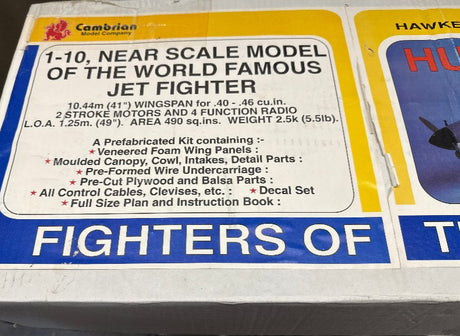 Cambrian
Model Company
1-10, NEAR SCALE MODEL
OF THE WORLD FAMOUS
JET FIGHTER
10.44m (41") WINGSPAN for .40 - .46 cu.in.
2 STROKE MOTORS AND 4 FUNCTION RADIO
L.O.A. 1.25m. (49"). AREA 490 sq.ins. WEIGHT 2.5k (5.5lb).
A Prefabricated Kit containing :-
★ Veneered Foam Wing Panels :
★ Moulded Canopy, Cowl, Intakes, Detail Parts :
★ Pre-Formed Wire Undercarriage :
★ Pre-Cut Plywood and Balsa Parts :
★ All Control Cables, Clevises, etc. : ★ Decal Set
★ Full Size Plan and Instruction Book :
FIGHTERS OF
HAWKE
HU
T